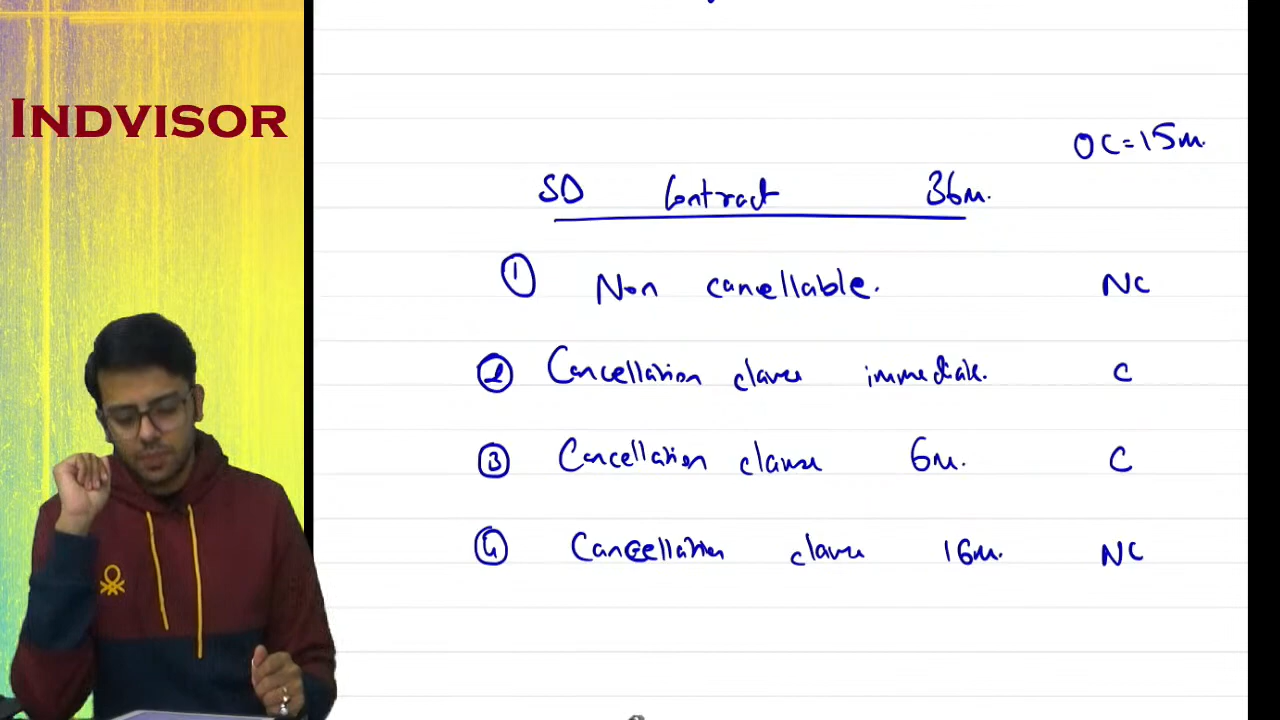 INDVISOR
OC=15m.
SD Contract 36m.
① Non cancellable. NC
② Cancellation clause immediate. C
③ Cancellation clause 6m. C
④ Cancellation clause 16m. NC